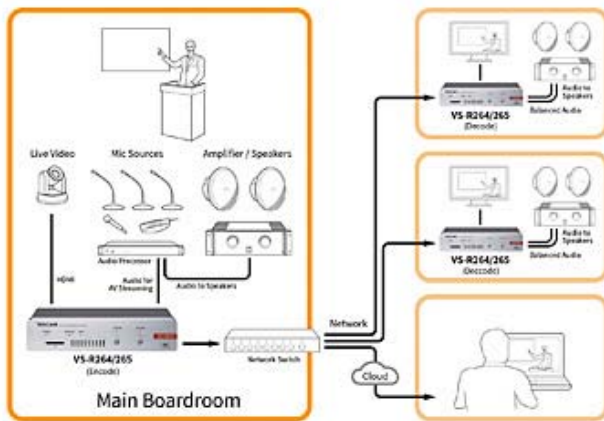 Live Video
Mic Sources
Amplifier / Speakers
Audio Processor
HDMI
Audio for
AV Streaming
Audio to Speakers
TASCAM
VS-R264/265
(Encode)
Network Switch
Main Boardroom
Network
Cloud
Audio to
Speakers
Balanced Audio
VS-R264/265
(Decode)
Audio to
Speakers
Balanced Audio
VS-R264/265
(Deccode)